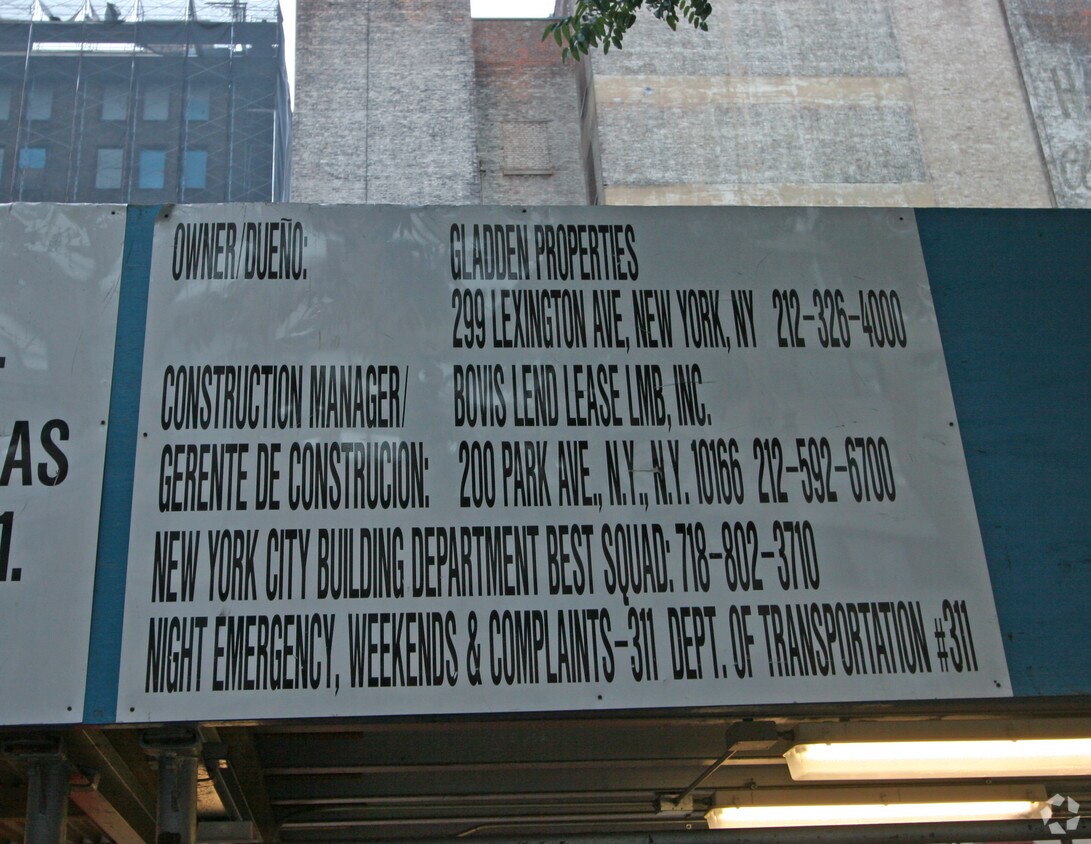 OWNER/DUEÑO: GLADDEN PROPERTIES
299 LEXINGTON AVE, NEW YORK, NY 212-326-4000
CONSTRUCTION MANAGER/ BOVIS LEND LEASE LMB, INC.
GERENTE DE CONSTRUCION: 200 PARK AVE., N.Y., N.Y. 10166 212-592-6700
NEW YORK CITY BUILDING DEPARTMENT BEST SQUAD: 718-802-3710
NIGHT EMERGENCY, WEEKENDS & COMPLAINTS-311 DEPT. OF TRANSPORTATION #311
AS
1.